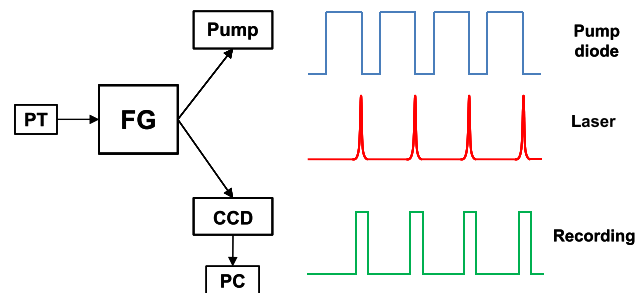 Pump
PT
FG
CCD
PC
Pump
diode
Laser
Recording